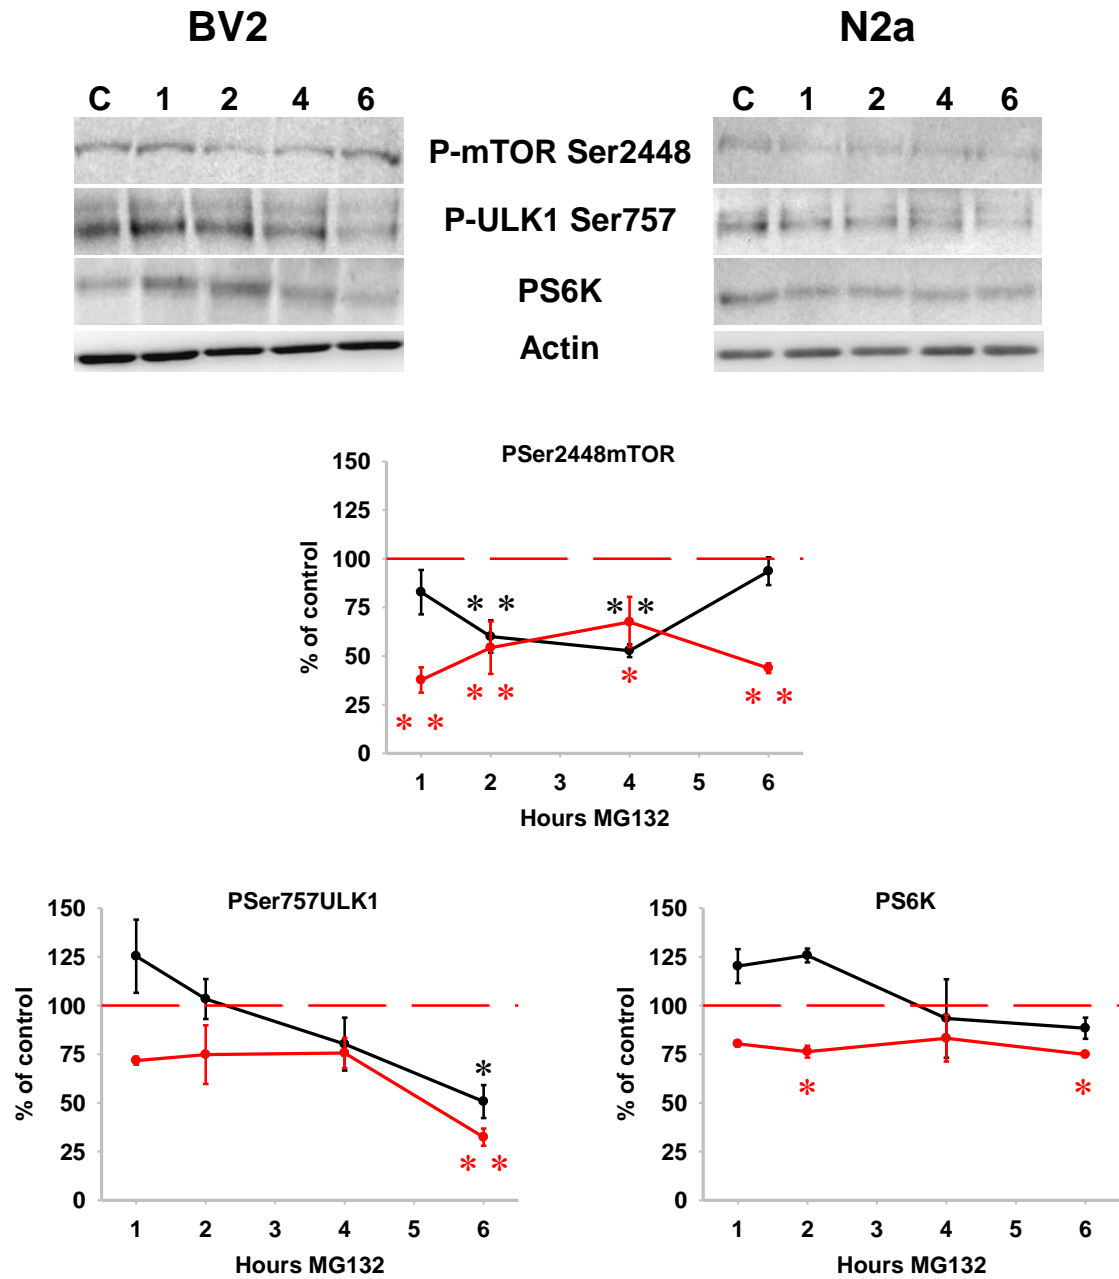 BV2 N2a
C 1 2 4 6 C 1 2 4 6
P-mTOR Ser2448
P-ULK1 Ser757
PS6K
Actin
PSer2448mTOR
150
125
100
75
50
25
0
% of control
* * * *
* * * * * * *
1 2 3 4 5 6
Hours MG132
PSer757ULK1
150
125
100
75
50
25
0
% of control
*
* *
1 2 3 4 5 6
Hours MG132
PS6K
150
125
100
75
50
25
0
% of control
* *
1 2 3 4 5 6
Hours MG132